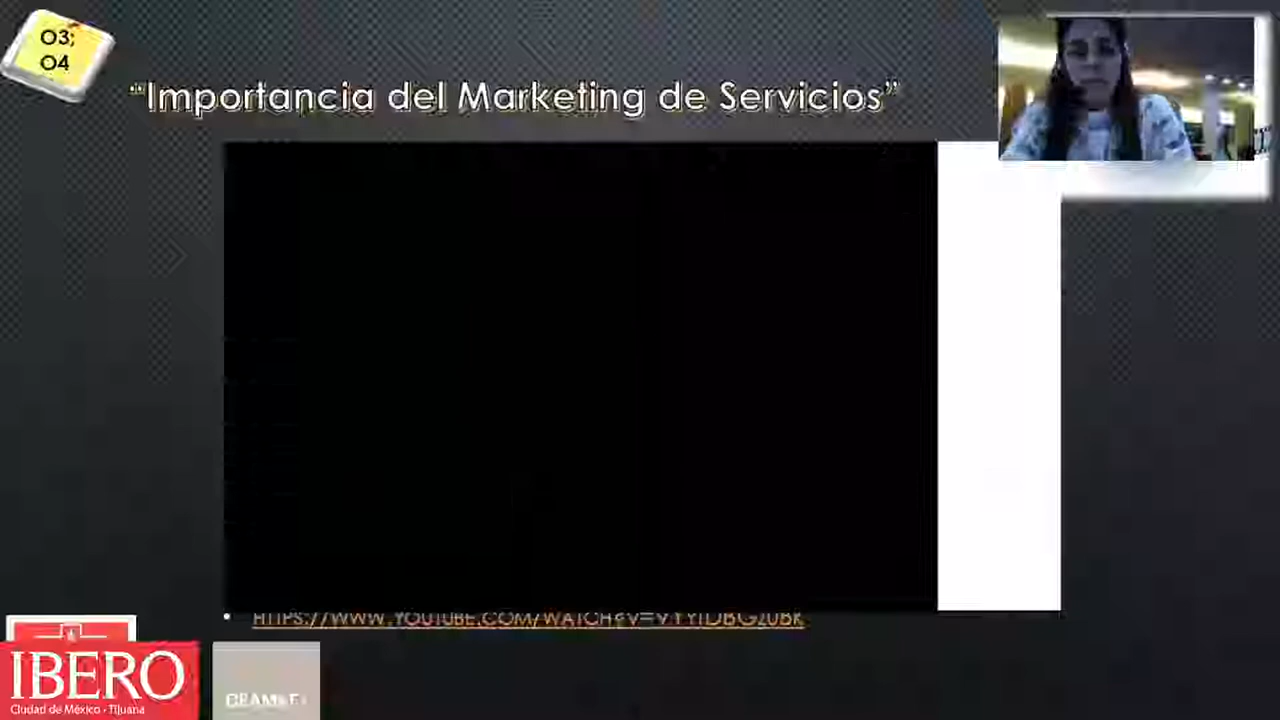 O3;
O4
“Importancia del Marketing de Servicios”
IBERO
Ciudad de México · Tijuana